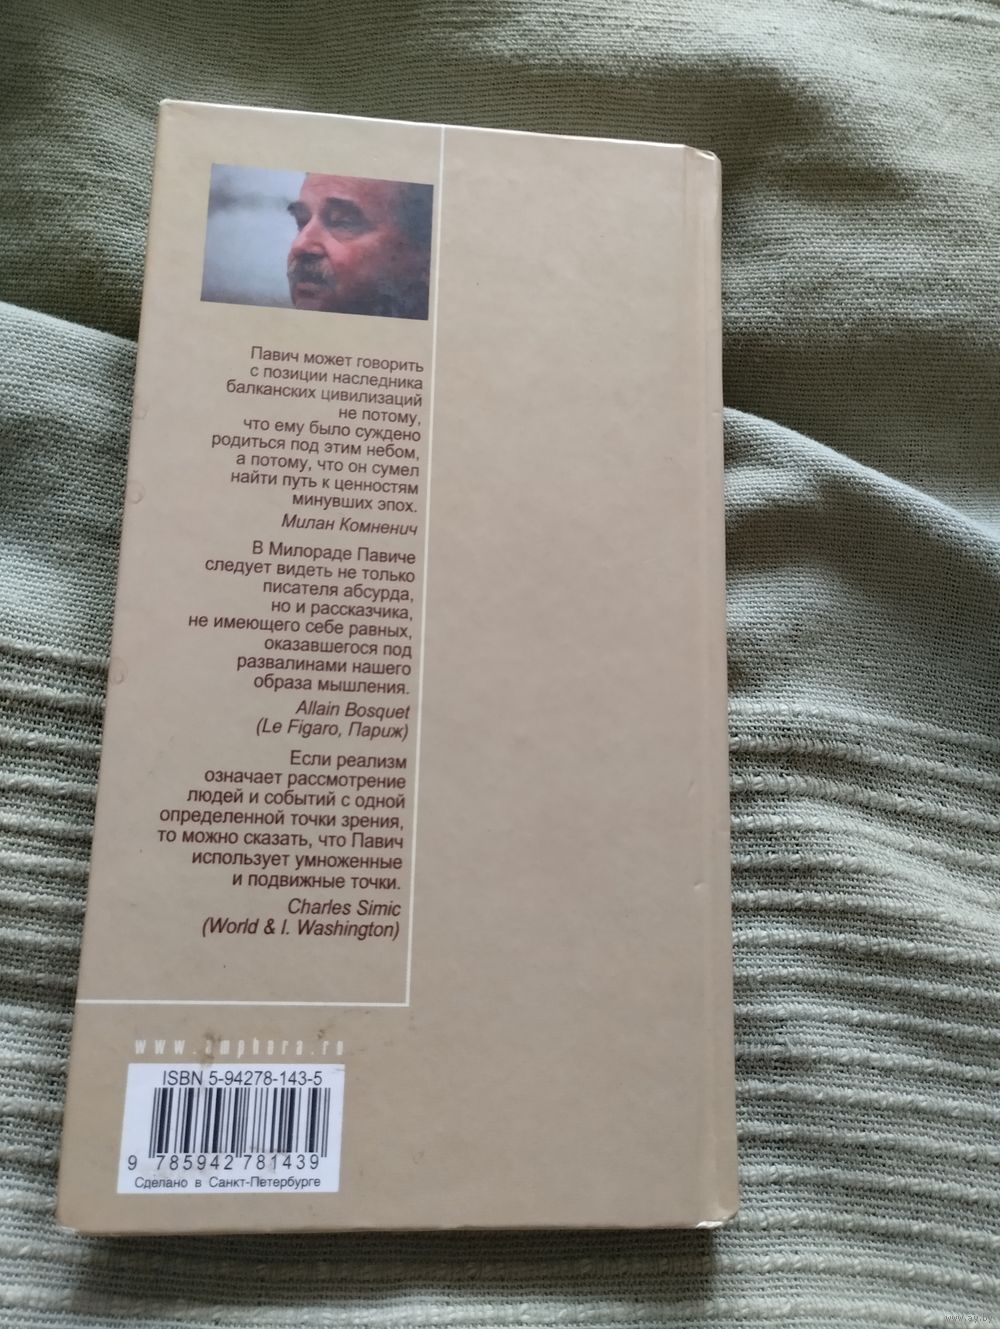 Павич может говорить
с позиции наследника
балканских цивилизаций
не потому,
что ему было суждено
родиться под этим небом,
а потому, что он сумел
найти путь к ценностям
минувших эпох.
Милан Комненич
В Милораде Павиче
следует видеть не только
писателя абсурда,
но и рассказчика,
не имеющего себе равных,
оказавшегося под
развалинами нашего
образа мышления.
Allain Bosquet
(Le Figaro, Париж)
Если реализм
означает рассмотрение
людей и событий с одной
определенной точки зрения,
то можно сказать, что Павич
использует умноженные
и подвижные точки.
Charles Simic
(World & I. Washington)
www.amphora.ru
ISBN 5-94278-143-5
9 785942 781439
Сделано в Санкт-Петербурге
www.ay.by